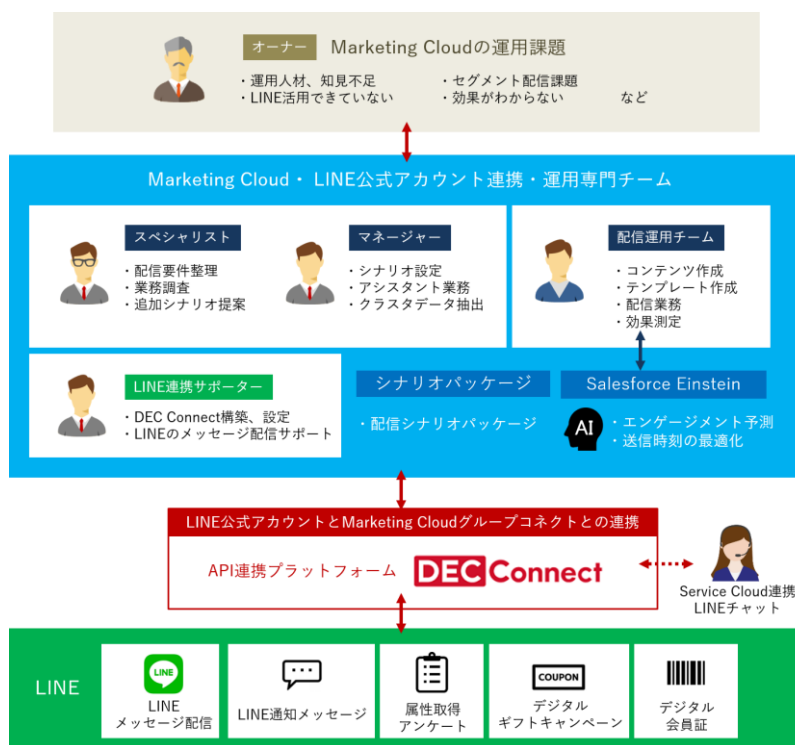 オーナー Marketing Cloudの運用課題
・運用人材、知見不足
・LINE活用できていない
・セグメント配信課題
・効果がわからない
など
Marketing Cloud・ LINE公式アカウント連携・運用専門チーム
スペシャリスト
・配信要件整理
・業務調査
・追加シナリオ提案
マネージャー
・シナリオ設定
・アシスタント業務
・クラスタデータ抽出
配信運用チーム
・コンテンツ作成
・テンプレート作成
・配信業務
・効果測定
LINE連携サポーター
・DEC Connect構築、設定
・LINEのメッセージ配信サポート
シナリオパッケージ
・配信シナリオパッケージ
Salesforce Einstein
AI
・エンゲージメント予測
・送信時刻の最適化
LINE公式アカウントとMarketing Cloudグループコネクトとの連携
API連携プラットフォーム DEC Connect
Service Cloud連携
LINEチャット
LINE
LINE
LINE
メッセージ配信
LINE通知メッセージ
属性取得
アンケート
COUPON
デジタル
ギフトキャンペーン
デジタル
会員証